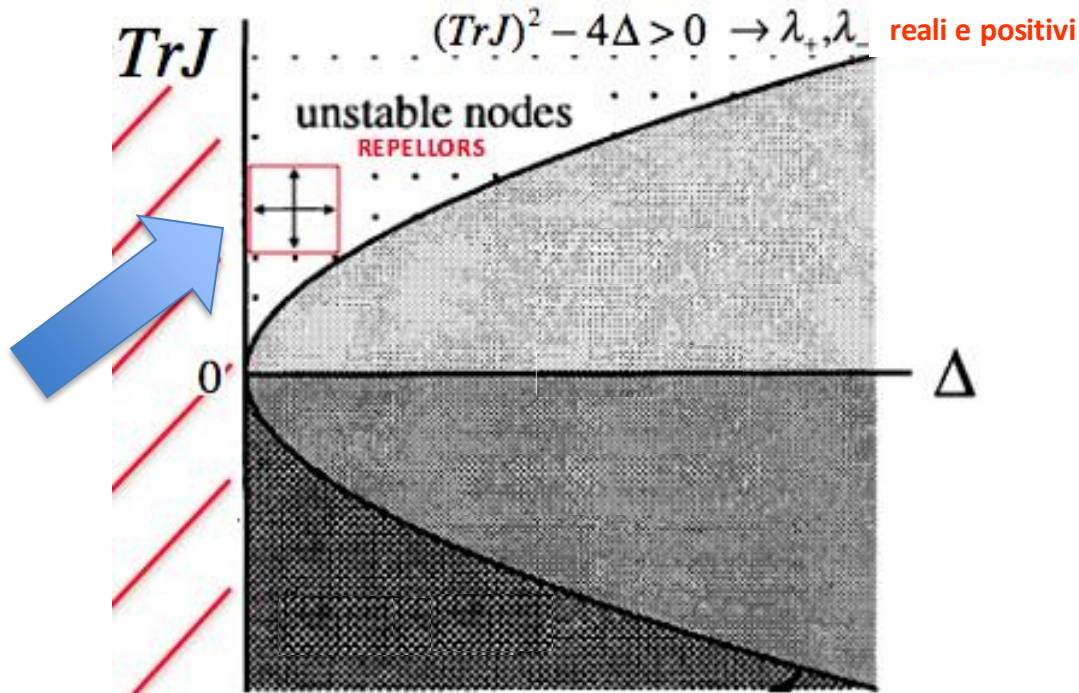 (TrJ)² − 4Δ > 0 → λ₊,λ₋ reali e positivi
TrJ
unstable nodes
REPELLORS
0
Δ